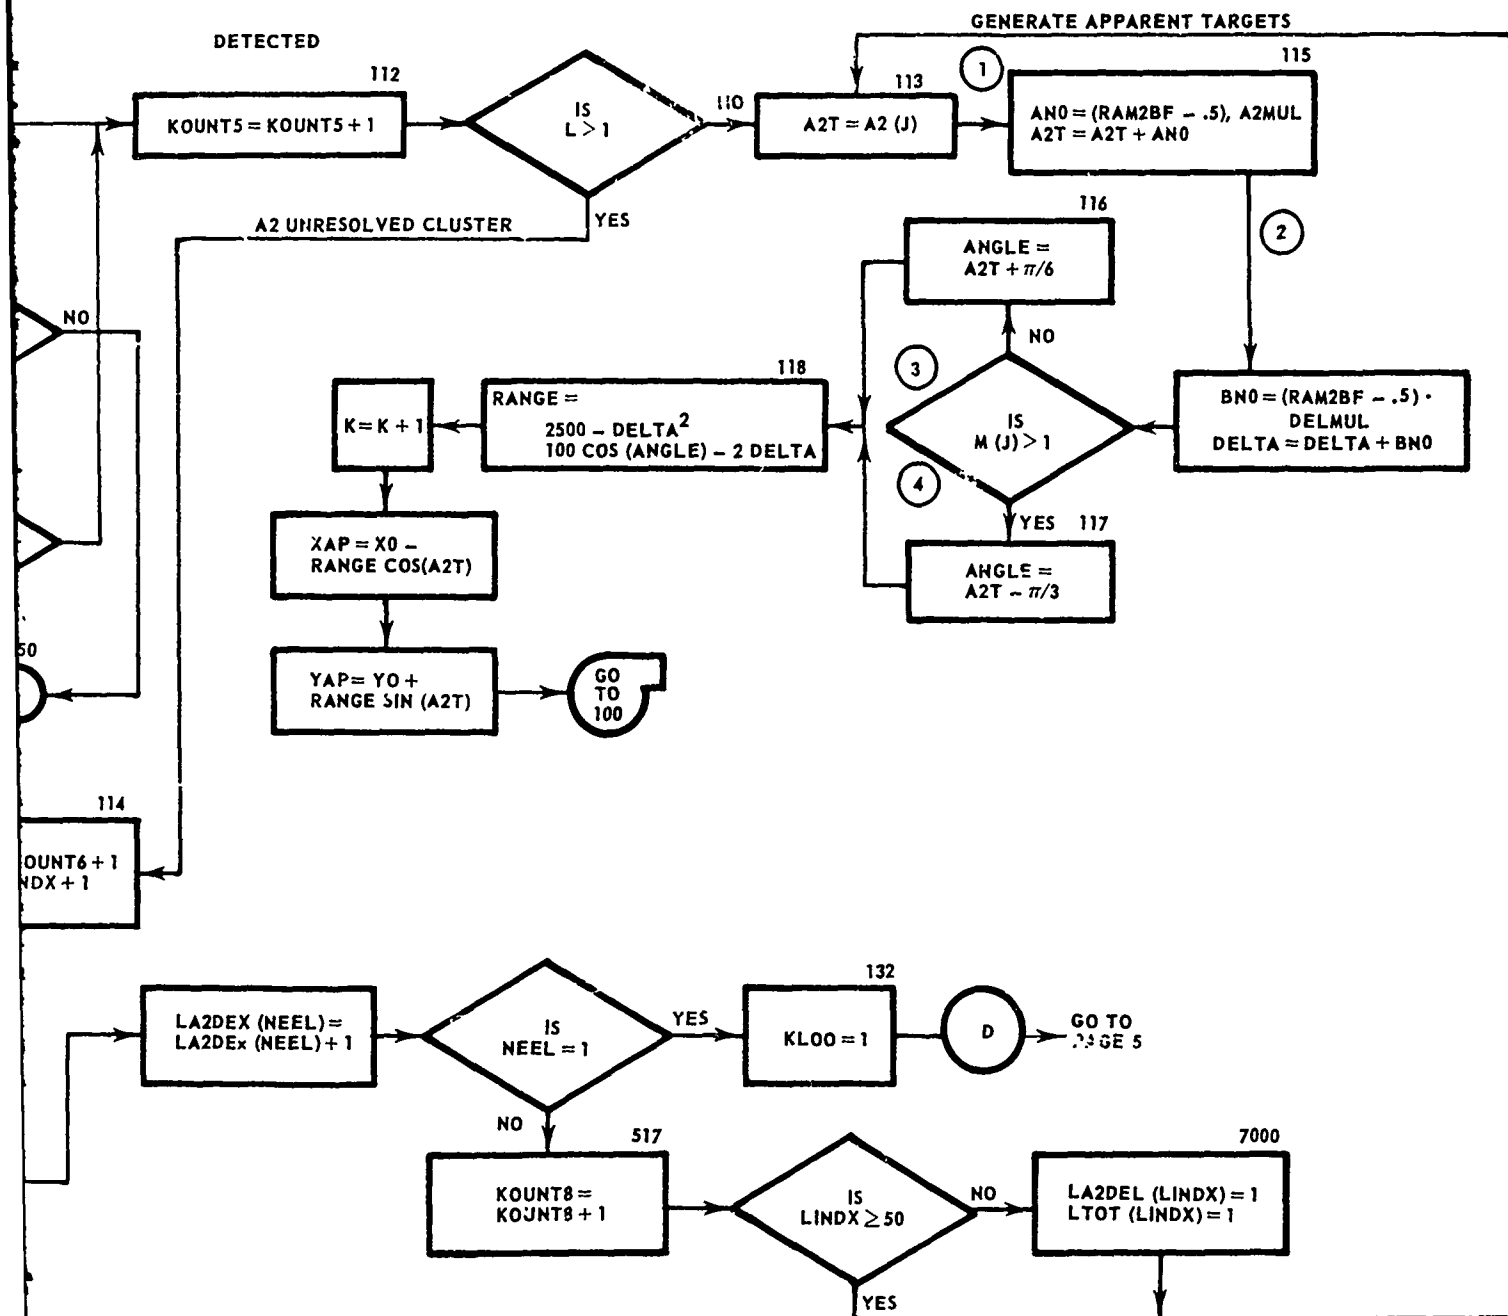 GENERATE APPARENT TARGETS
DETECTED
112
KOUNT5 = KOUNT5 + 1
IS
L > 1
NO
113
A2T = A2 (J)
1
115
AN0 = (RAM2BF - .5), A2MUL
A2T = A2T + AN0
A2 UNRESOLVED CLUSTER
YES
2
116
ANGLE =
A2T + π/6
NO
NO
3
118
RANGE =
2500 - DELTA²
100 COS (ANGLE) - 2 DELTA
K = K + 1
IS
M (J) > 1
BN0 = (RAM2BF - .5) ·
DELMUL
DELTA = DELTA + BN0
4
YES
117
ANGLE =
A2T - π/3
XAP = X0 -
RANGE COS(A2T)
50
YAP = Y0 +
RANGE SIN (A2T)
GO
TO
100
114
OUNT6 + 1
NDX + 1
LA2DEX (NEEL) =
LA2DEx (NEEL) + 1
IS
NEEL = 1
YES
132
KLOO = 1
D
GO TO
PAGE 5
NO
517
KOUNT8 =
KOUNT8 + 1
IS
LINDX ≥ 50
NO
7000
LA2DEL (LINDX) = 1
LTOT (LINDX) = 1
YES